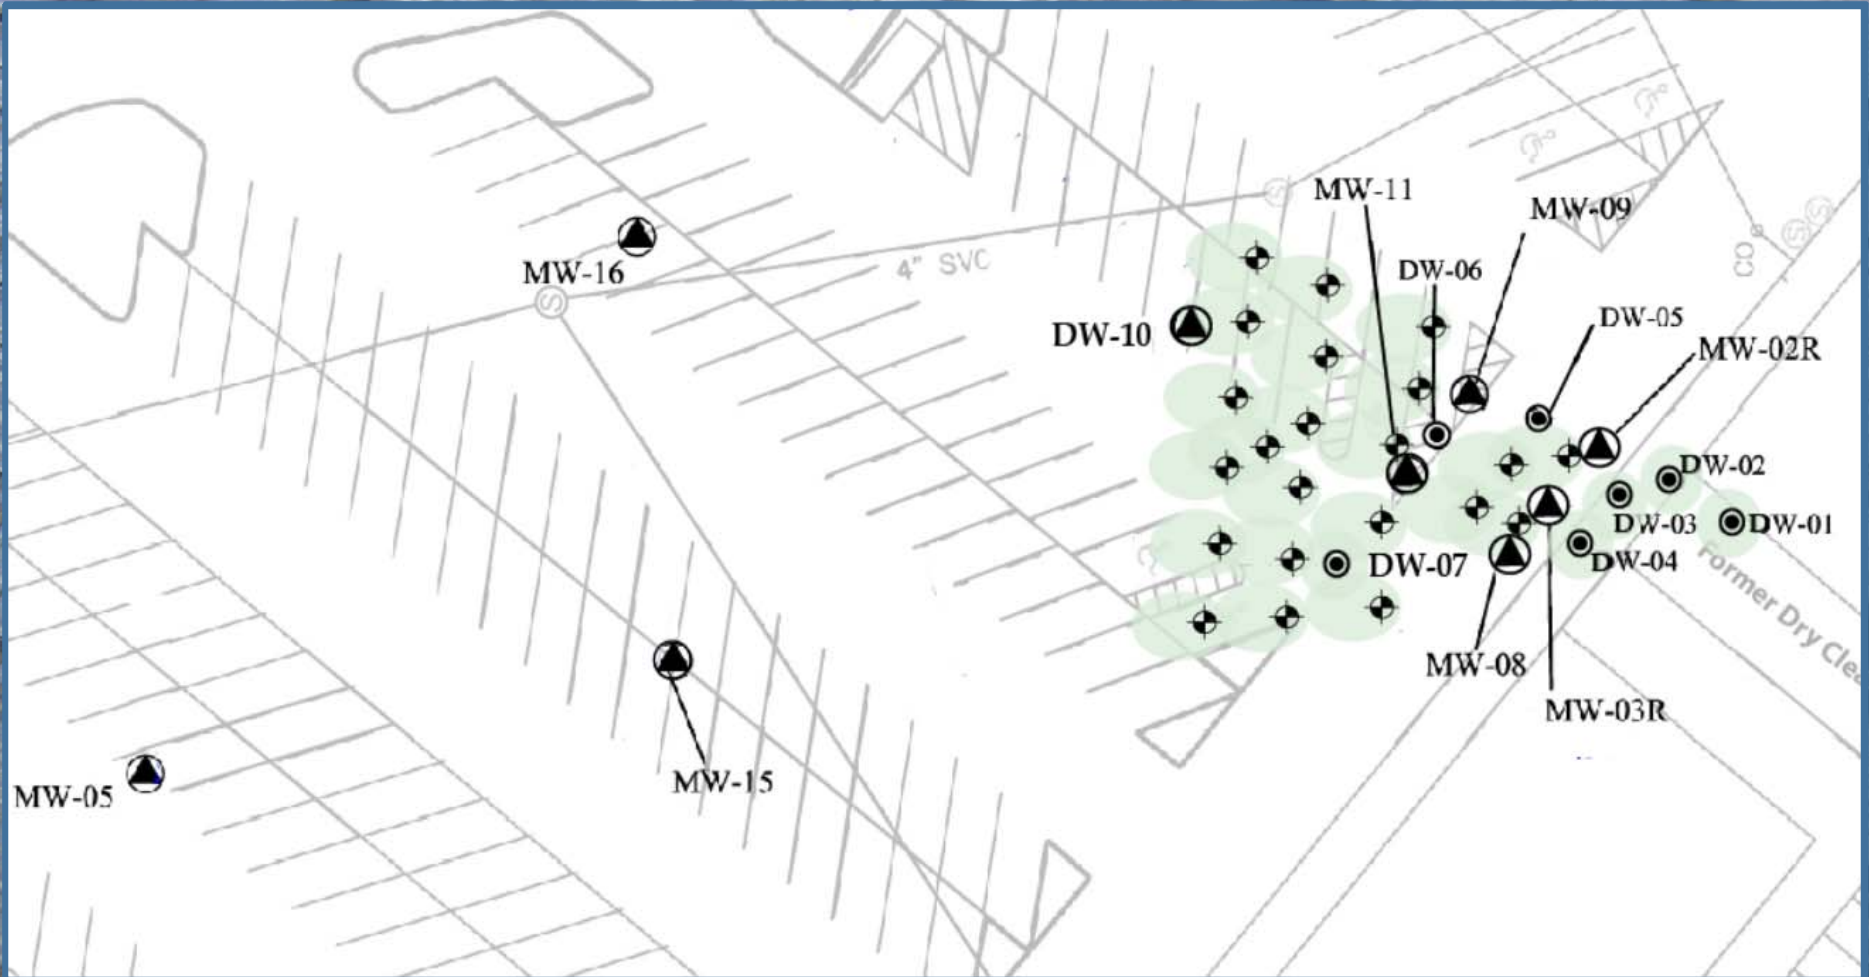 MW-11
MW-09
MW-16
4" SVC
DW-06
CO
DW-10
DW-05
MW-02R
DW-02
DW-03
DW-01
DW-07
DW-04
Former Dry Clea
MW-08
MW-03R
MW-15
MW-05
S
S
S
S